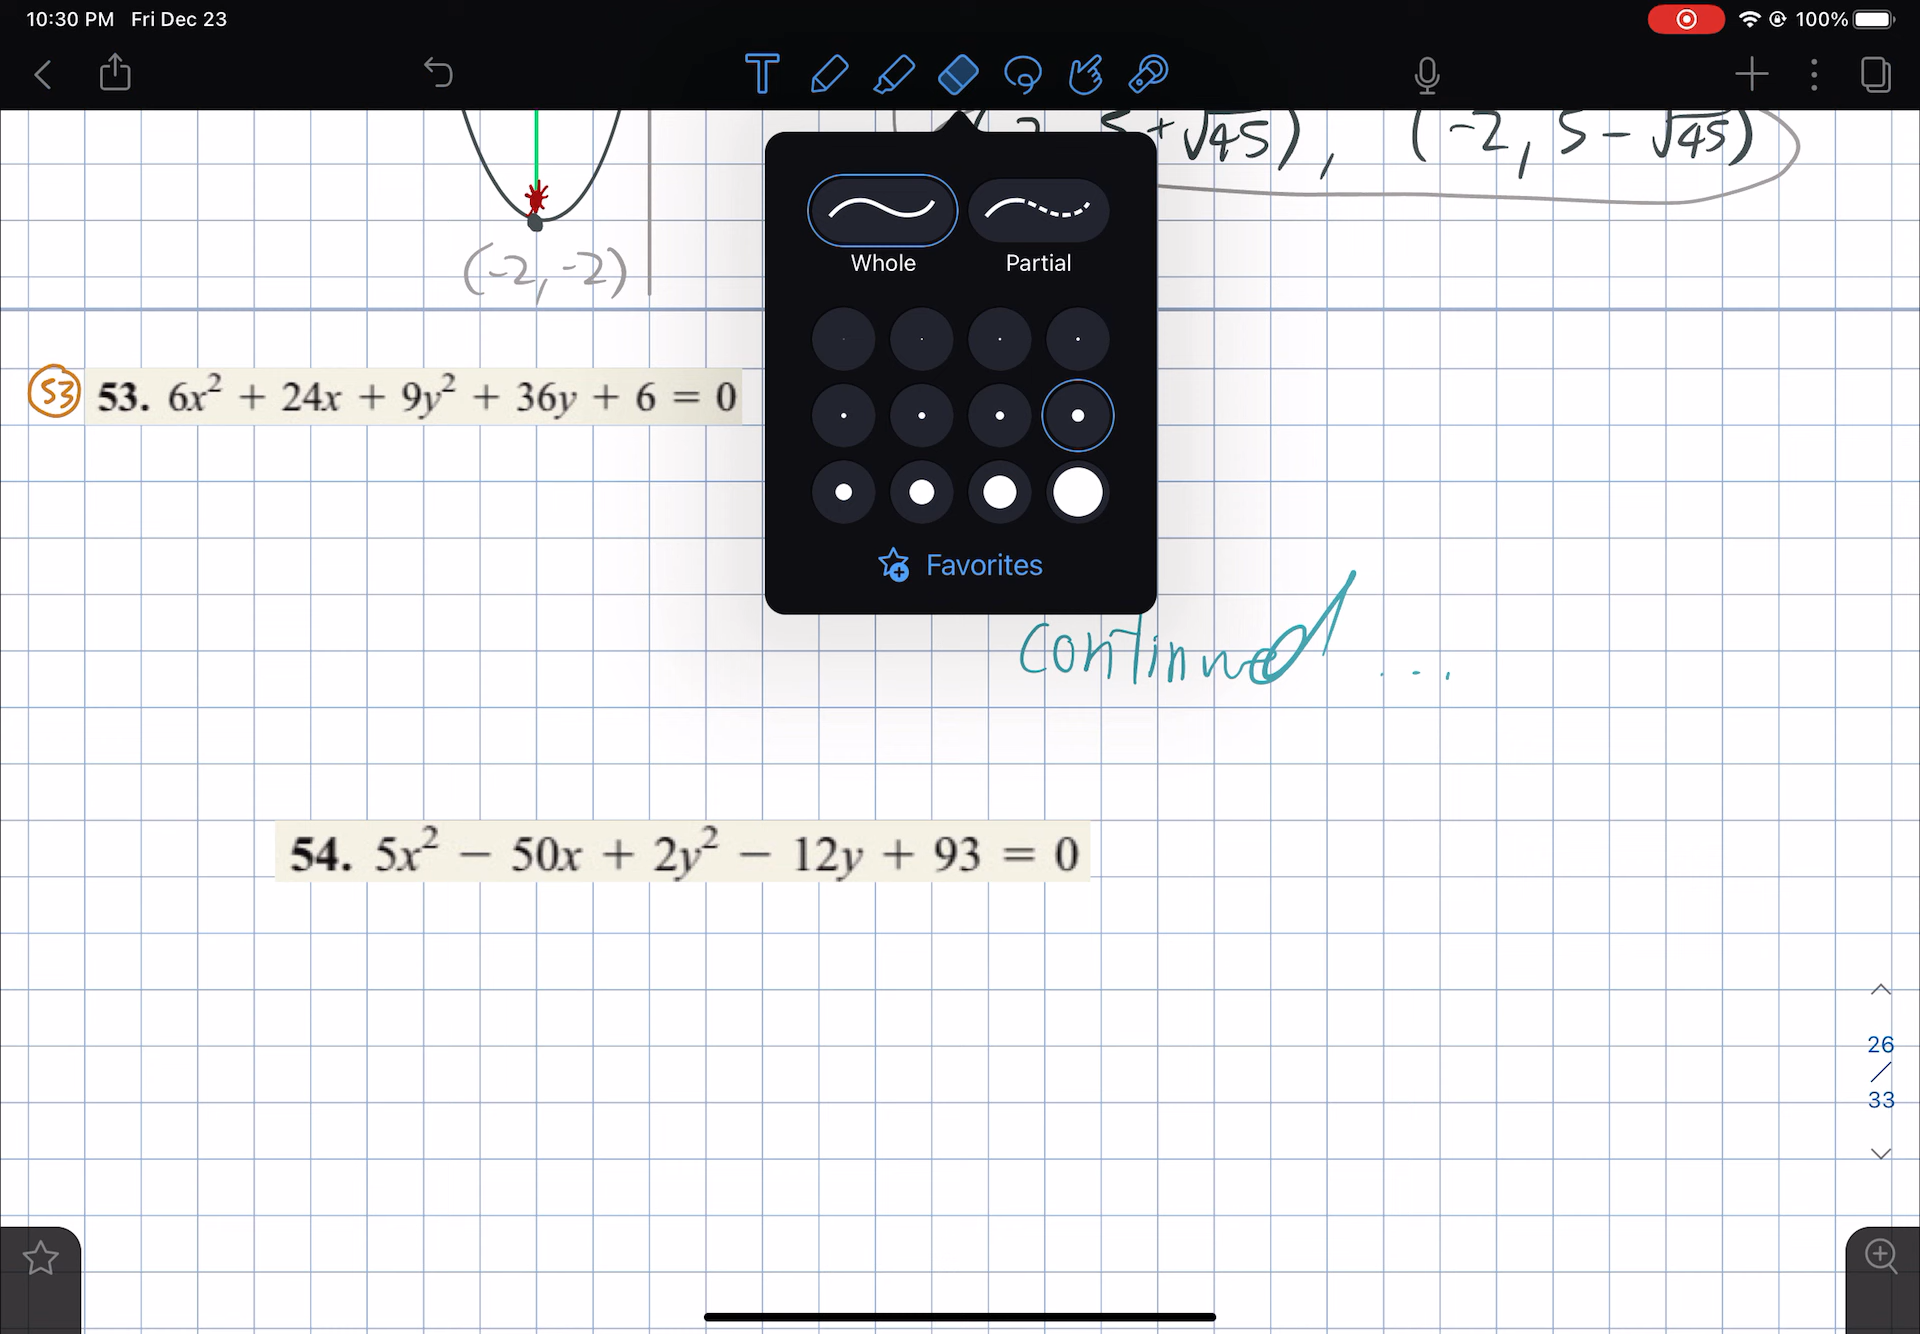 10:30 PM Fri Dec 23 100%
5+√45), (-2, 5-√45)
(-2,-2)
Whole Partial
53 53. 6x² + 24x + 9y² + 36y + 6 = 0
Favorites
Continued ...
54. 5x² − 50x + 2y² − 12y + 93 = 0
26
/
33